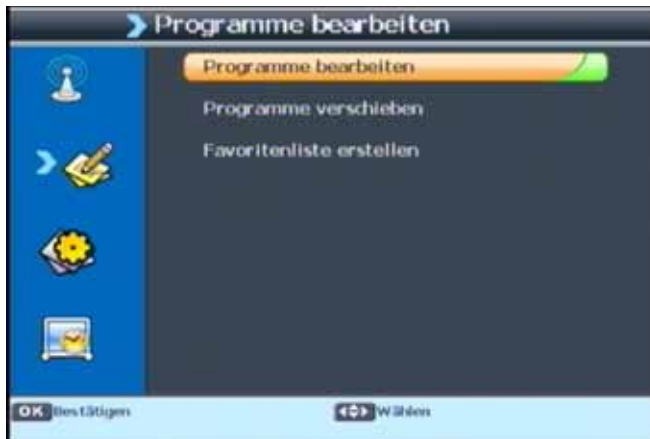 Programme bearbeiten
Programme bearbeiten
Programme verschieben
Favoritenliste erstellen
OK Bestätigen Wählen